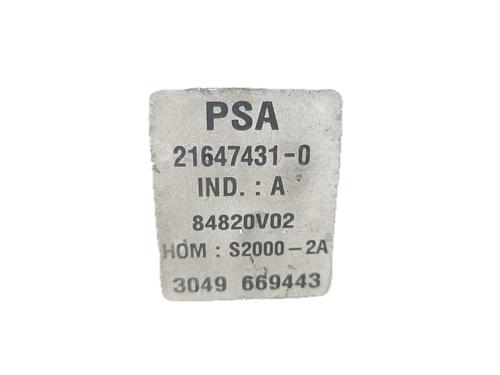 PSA
21647431-0
IND. : A
84820V02
HOM : S2000-2A
3049 669443